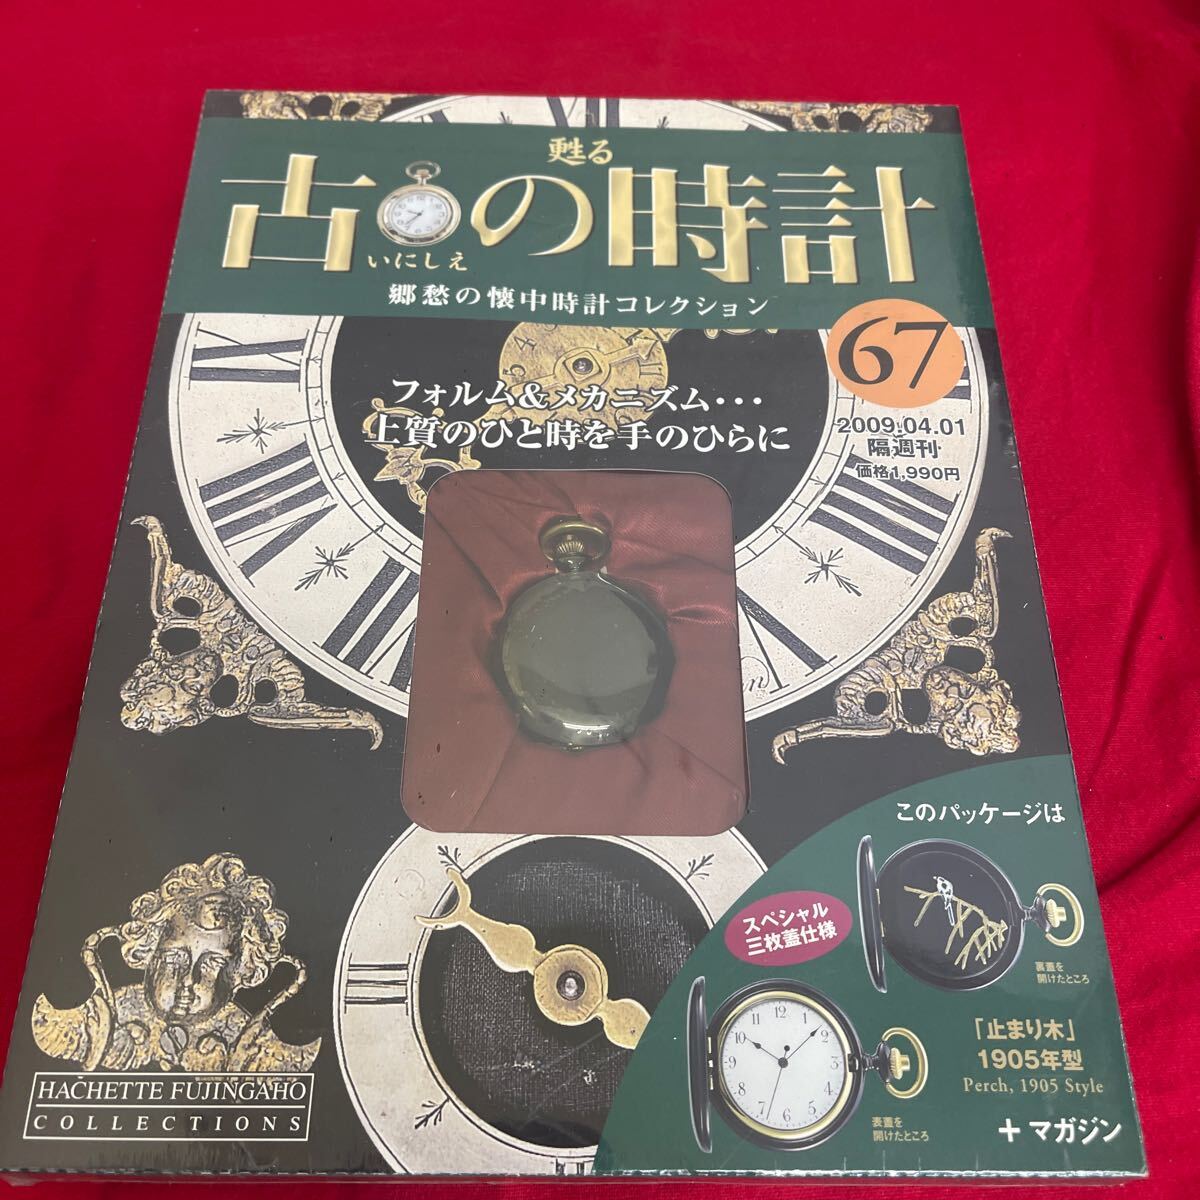 甦る
古の時計
いにしえ
郷愁の懐中時計コレクション
67
2009.04.01
隔週刊
価格1,990円
フォルム&メカニズム・・・
上質のひと時を手のひらに
このパッケージは
スペシャル
三枚蓋仕様
裏蓋を
開けたところ
「止まり木」
1905年型
Perch, 1905 Style
表蓋を
開けたところ
+ マガジン
HACHETTE FUJINGAHO
COLLECTIONS